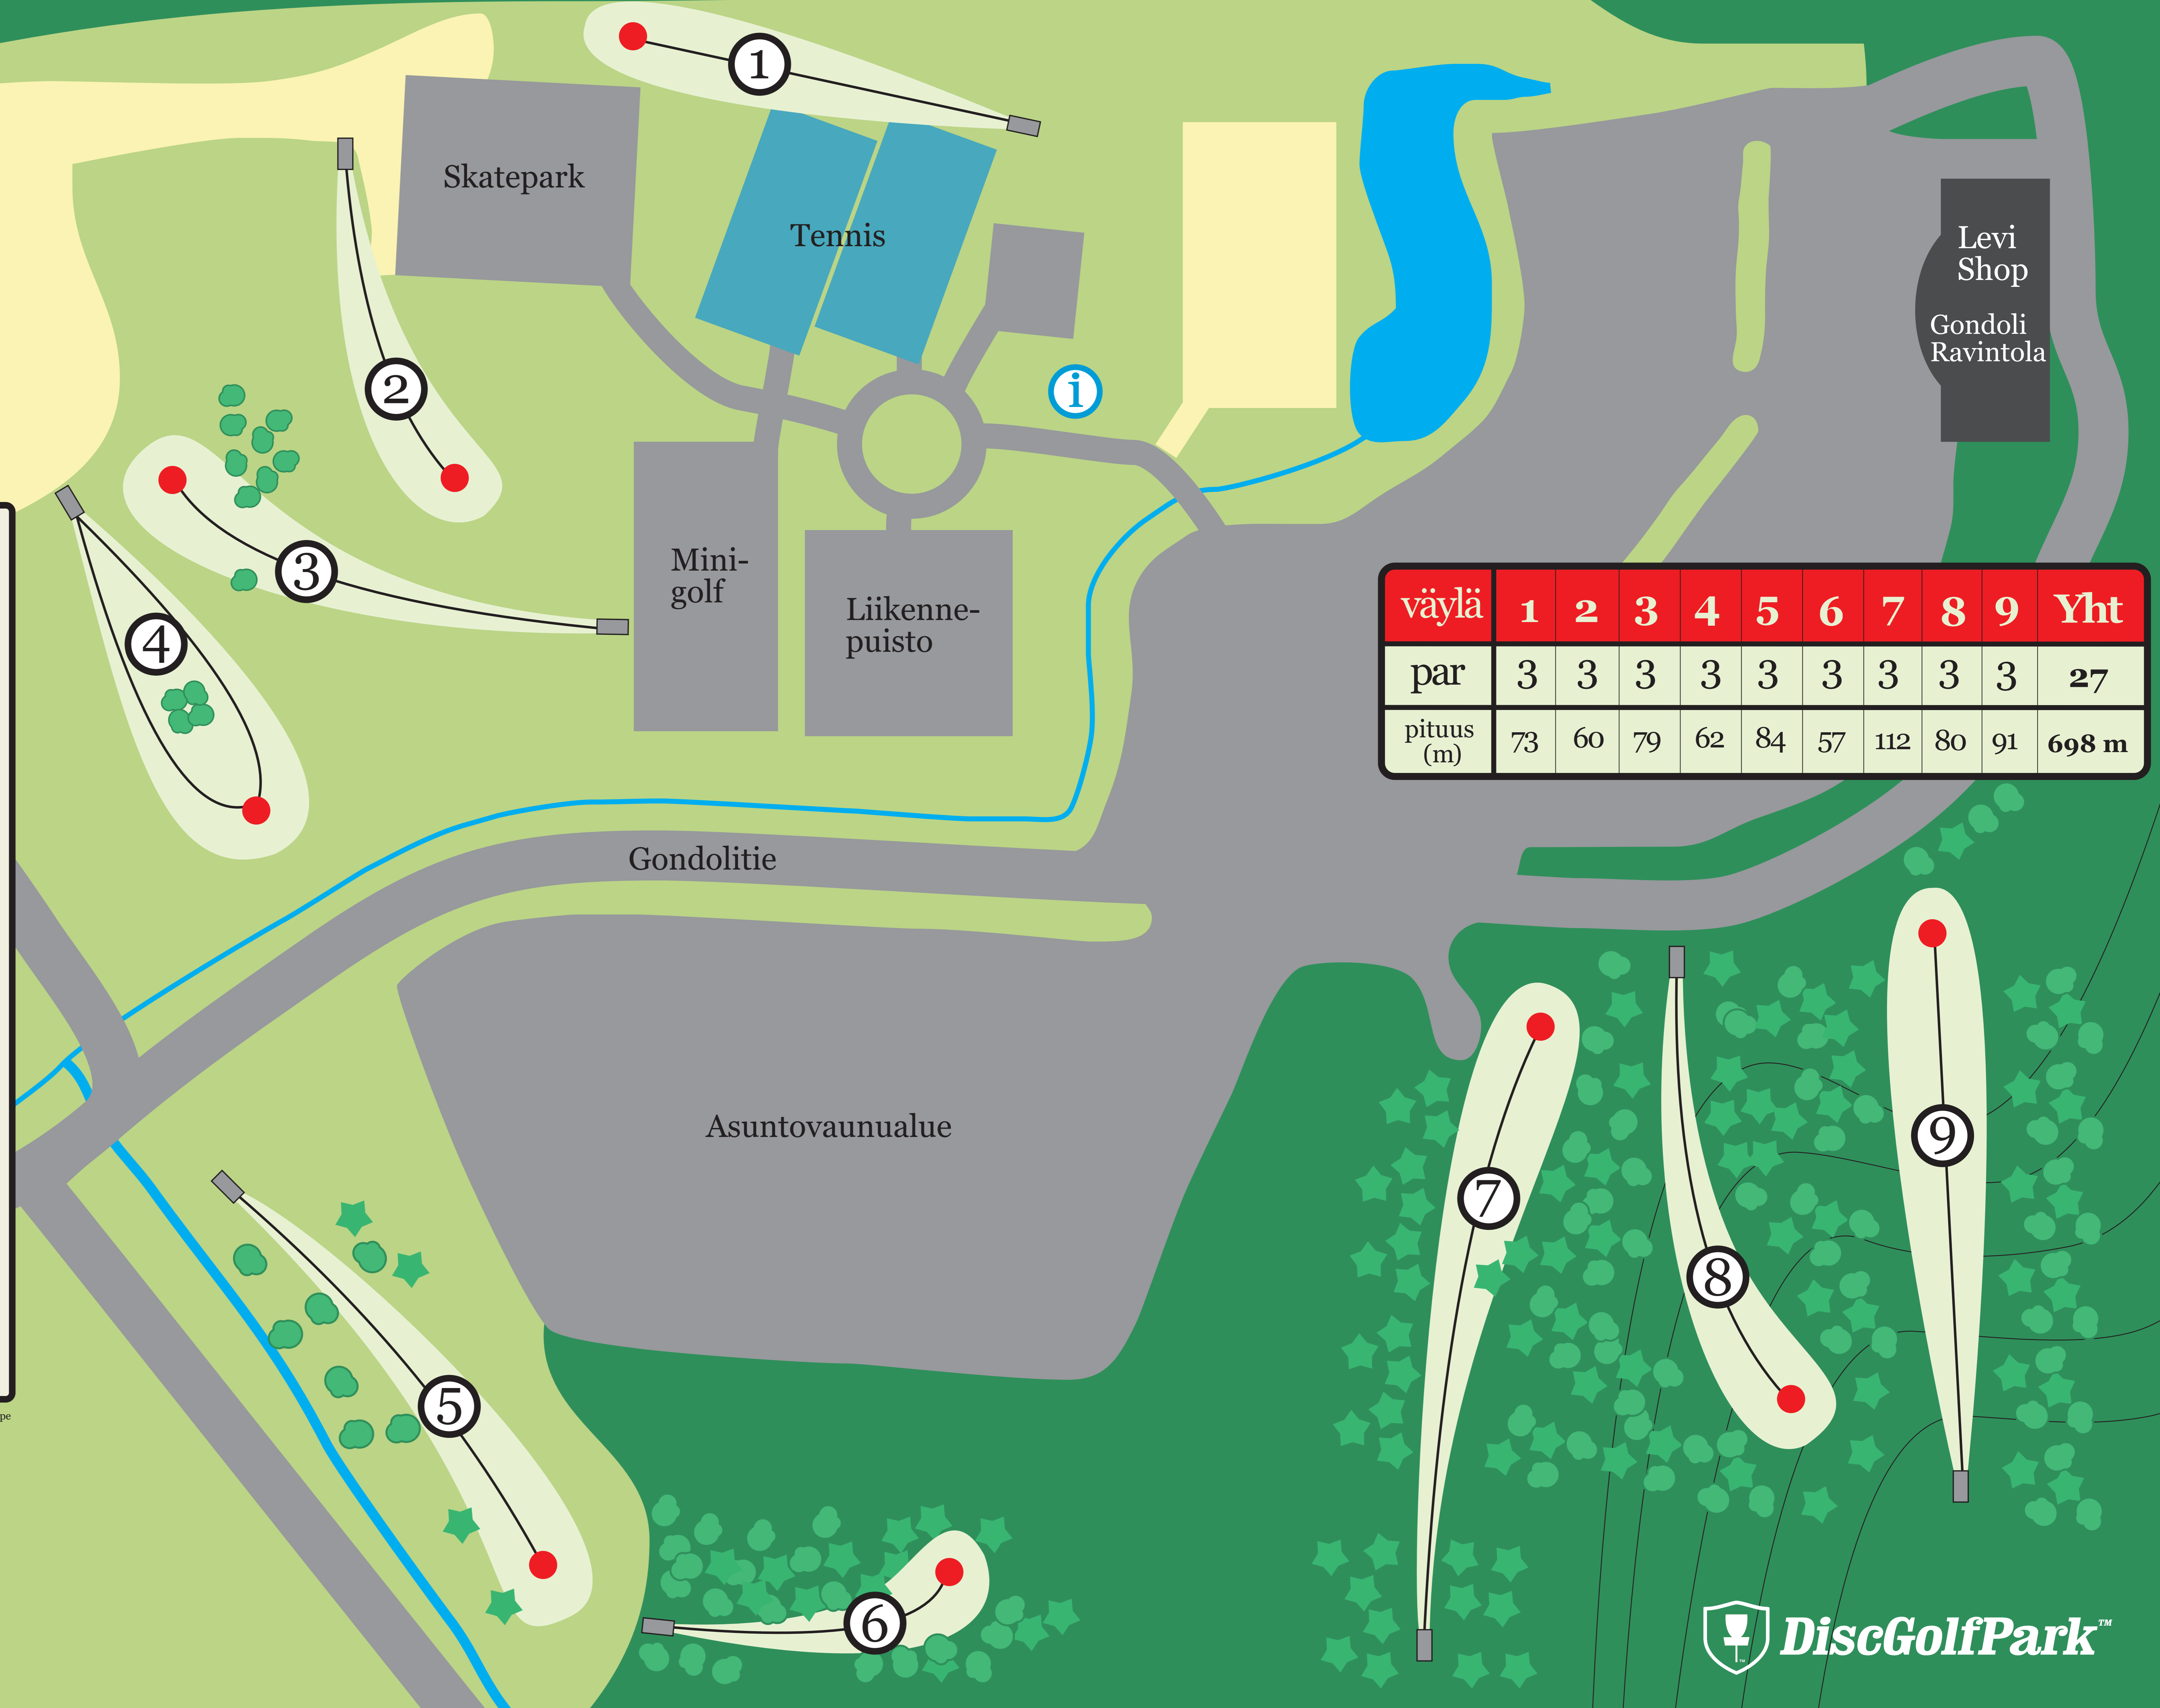 1
Skatepark
Tennis
2
i
Levi
Shop
Gondoli
Ravintola
3
Mini-
golf
Liikenne-
puisto
4
väylä 1 2 3 4 5 6 7 8 9 Yht
par 3 3 3 3 3 3 3 3 3 27
pituus
(m) 73 60 79 62 84 57 112 80 91 698 m
Gondolitie
Asuntovaunualue
9
7
8
5
pe
6
DiscGolfPark™